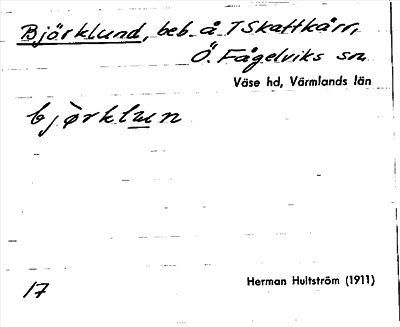 Björklund, beb. å 1 Skattkärr,
Ö. Fågelviks sn.
Väse hd, Värmlands län
bjørklun
17
Herman Hultström (1911)